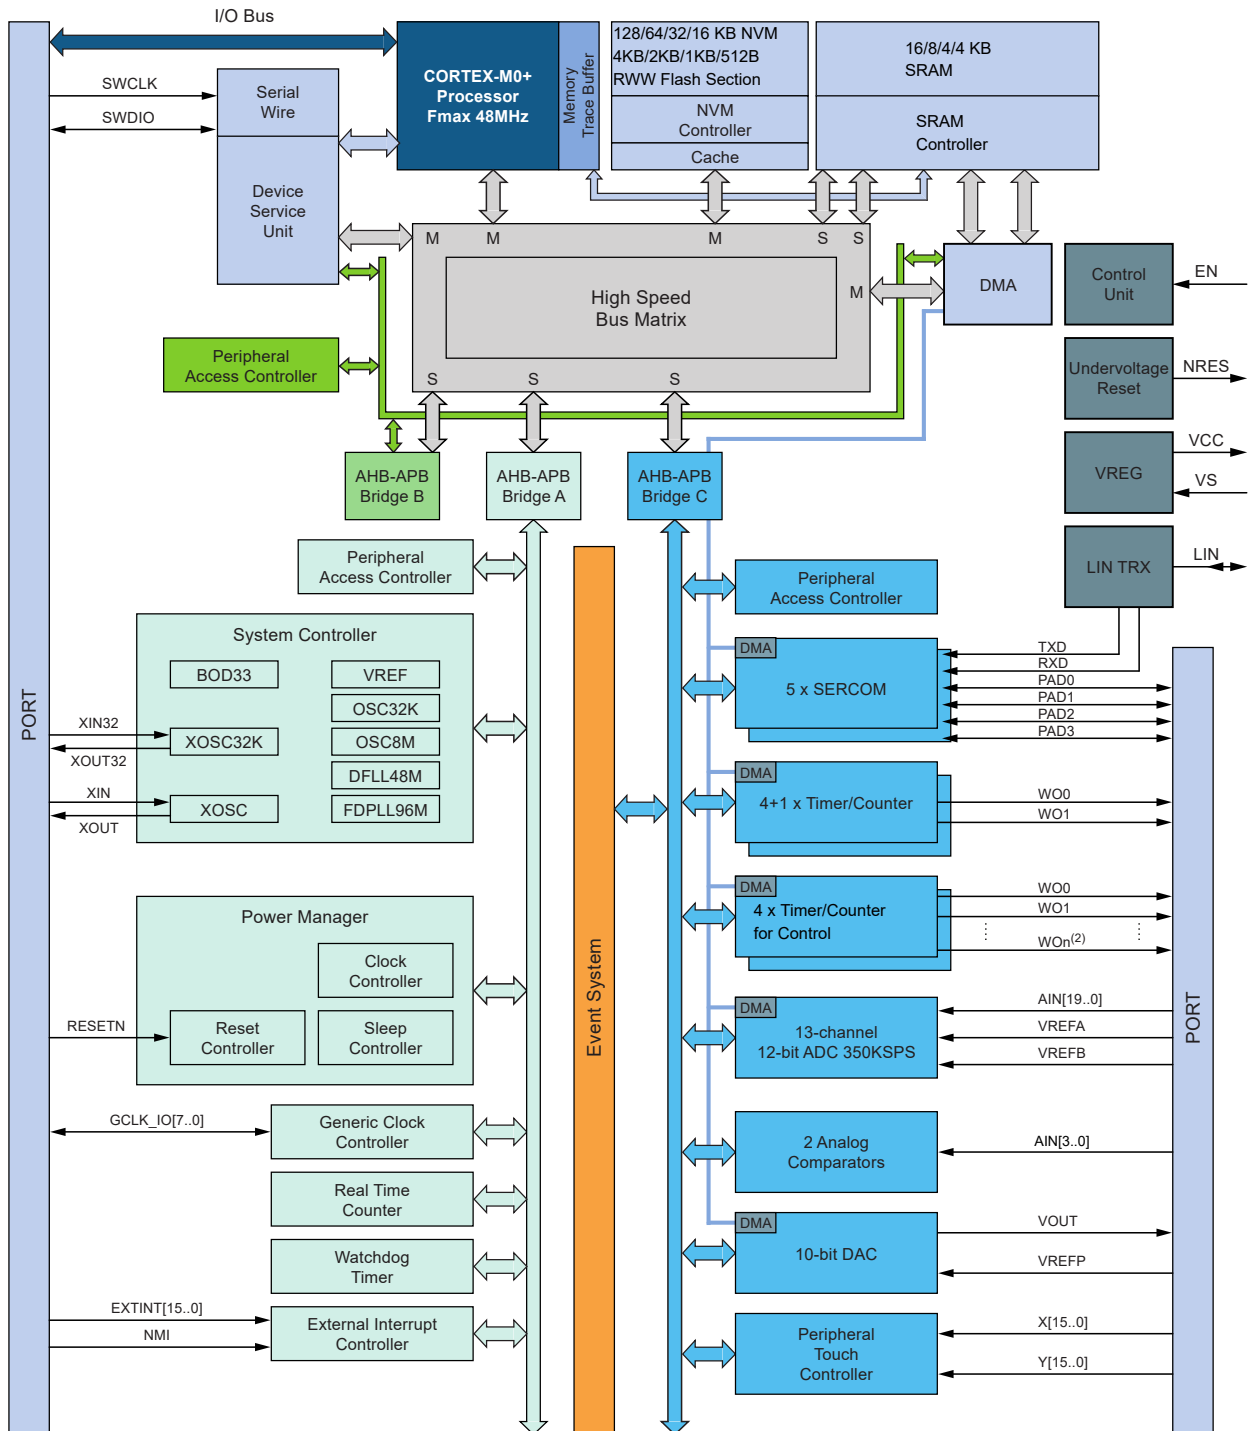 I/O Bus
SWCLK
SWDIO
Serial
Wire
Device
Service
Unit
CORTEX-M0+
Processor
Fmax 48MHz
Memory
Trace Buffer
128/64/32/16 KB NVM
4KB/2KB/1KB/512B
RWW Flash Section
NVM
Controller
Cache
16/8/4/4 KB
SRAM
SRAM
Controller
M
M
M
S
S
M
High Speed
Bus Matrix
S
S
S
DMA
Control
Unit
EN
Undervoltage
Reset
NRES
VREG
VCC
VS
LIN TRX
LIN
Peripheral
Access Controller
AHB-APB
Bridge B
AHB-APB
Bridge A
AHB-APB
Bridge C
PORT
Peripheral
Access Controller
System Controller
BOD33
VREF
OSC32K
XOSC32K
OSC8M
DFLL48M
XOSC
FDPLL96M
XIN32
XOUT32
XIN
XOUT
Power Manager
Clock
Controller
Reset
Controller
Sleep
Controller
RESETN
GCLK_IO[7..0]
Generic Clock
Controller
Real Time
Counter
Watchdog
Timer
EXTINT[15..0]
NMI
External Interrupt
Controller
Event System
Peripheral
Access Controller
DMA
5 x SERCOM
TXD
RXD
PAD0
PAD1
PAD2
PAD3
DMA
4+1 x Timer/Counter
WO0
WO1
DMA
4 x Timer/Counter
for Control
WO0
WO1
WOn(2)
DMA
13-channel
12-bit ADC 350KSPS
AIN[19..0]
VREFA
VREFB
2 Analog
Comparators
AIN[3..0]
DMA
10-bit DAC
VOUT
VREFP
Peripheral
Touch
Controller
X[15..0]
Y[15..0]
PORT